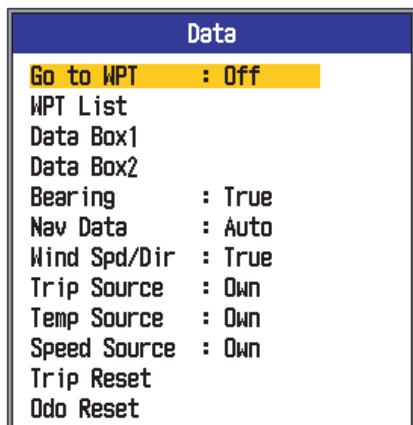 Data
Go to WPT : Off
WPT List
Data Box1
Data Box2
Bearing : True
Nav Data : Auto
Wind Spd/Dir : True
Trip Source : Own
Temp Source : Own
Speed Source : Own
Trip Reset
Odo Reset